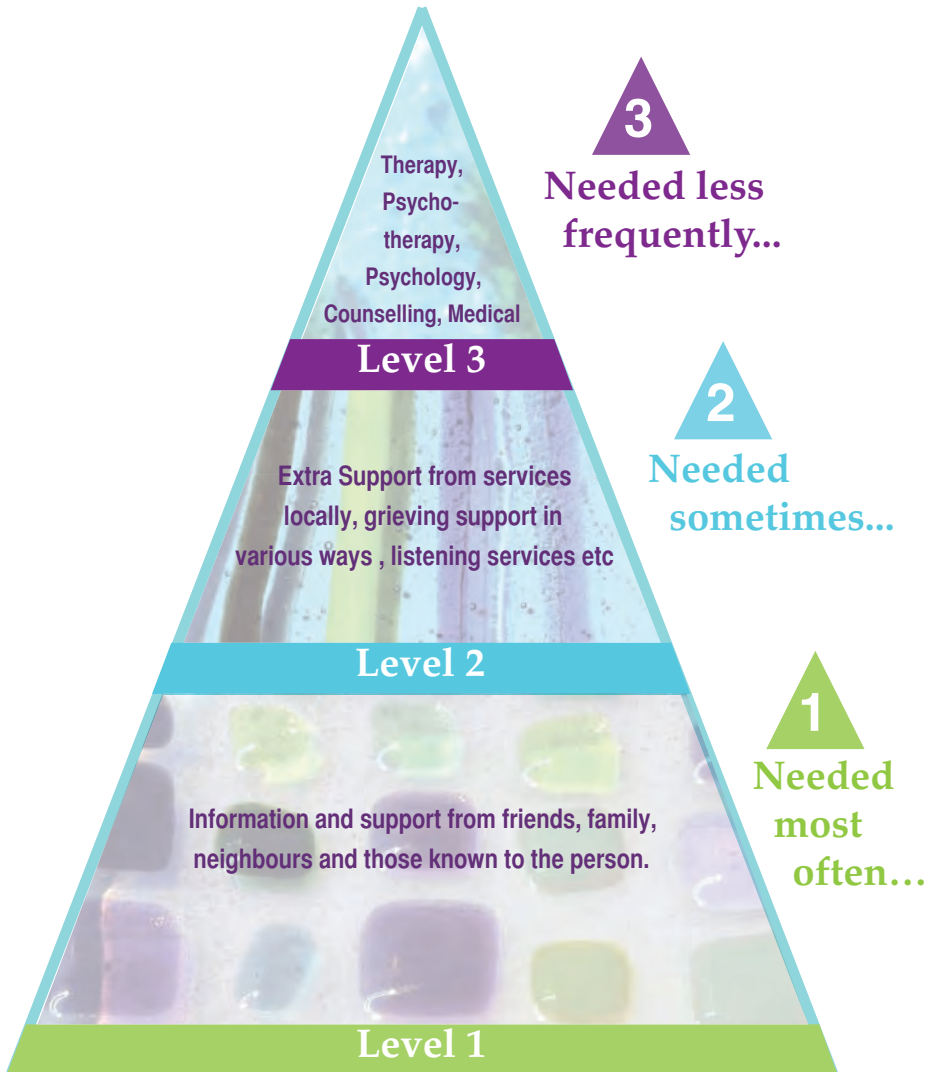 3
Needed less
frequently...
Therapy,
Psycho-
therapy,
Psychology,
Counselling, Medical
Level 3
2
Needed
sometimes...
Extra Support from services
locally, grieving support in
various ways , listening services etc
Level 2
1
Needed
most
often…
Information and support from friends, family,
neighbours and those known to the person.
Level 1